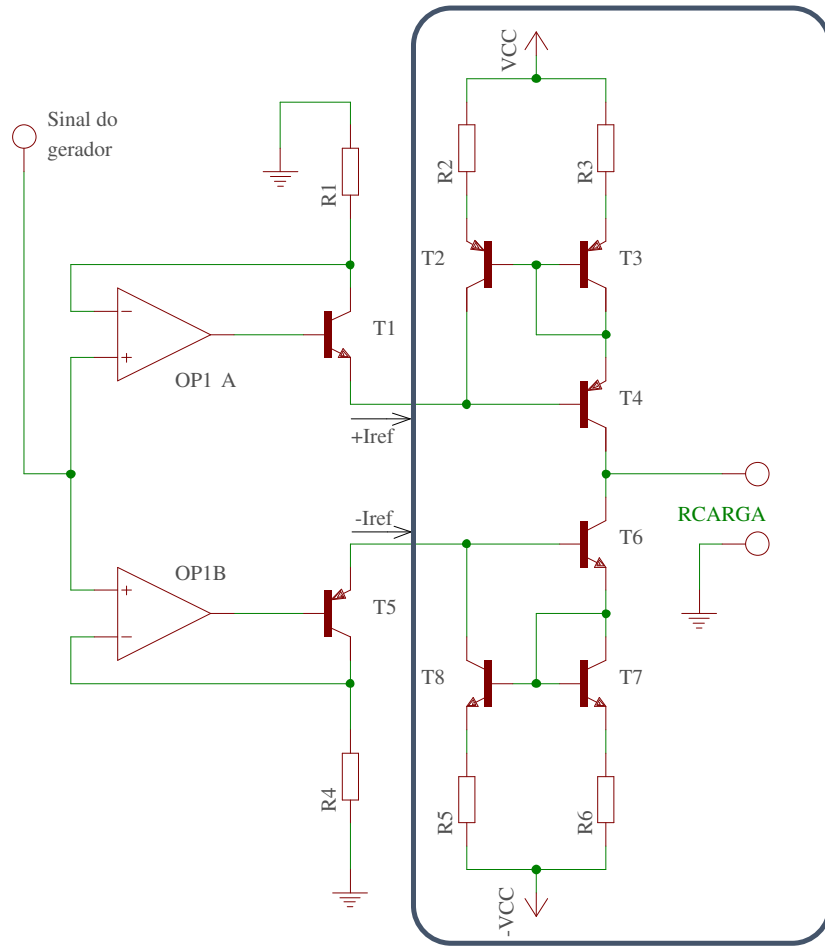 VCC
Sinal do
gerador
R1
R2
R3
T2
T3
−
T1
+
OP1 A
T4
+Iref
RCARGA
-Iref
T6
OP1B
+
T5
−
T8
T7
R4
R5
R6
-VCC